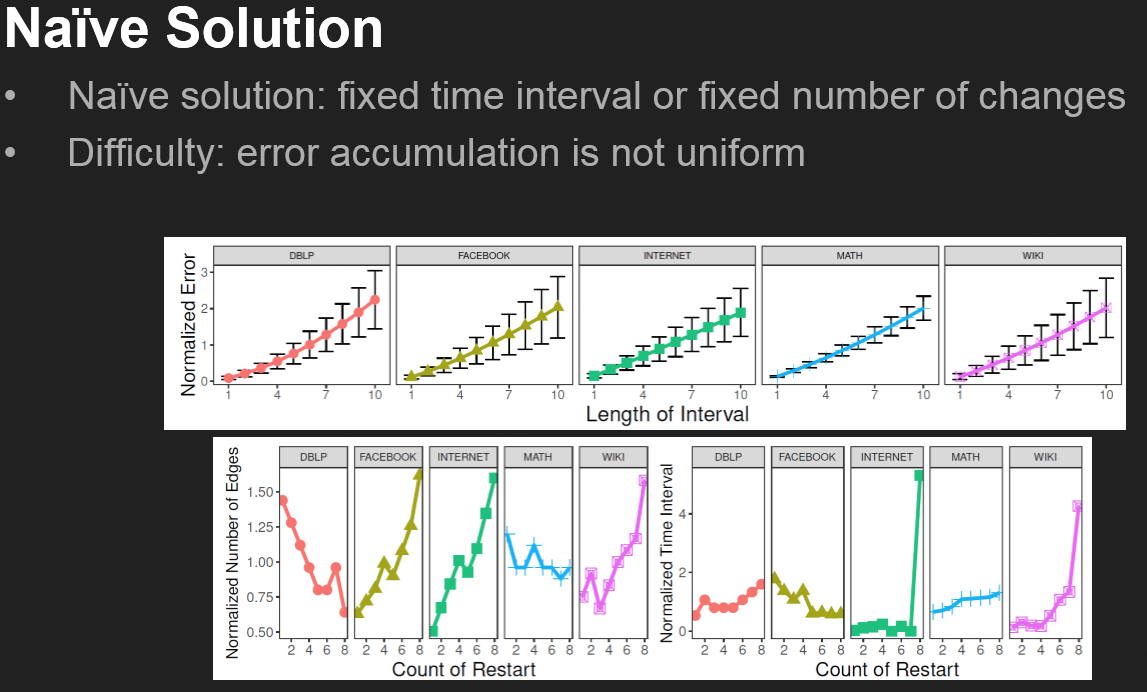 Naïve Solution
• Naïve solution: fixed time interval or fixed number of changes
• Difficulty: error accumulation is not uniform
DBLP FACEBOOK INTERNET MATH WIKI
Normalized Error
3
2
1
0
1 4 7 10 1 4 7 10 1 4 7 10 1 4 7 10 1 4 7 10
Length of Interval
DBLP FACEBOOK INTERNET MATH WIKI
Normalized Number of Edges
1.50
1.25
1.00
0.75
0.50
2 4 6 8 2 4 6 8 2 4 6 8 2 4 6 8 2 4 6 8
Count of Restart
DBLP FACEBOOK INTERNET MATH WIKI
Normalized Time Interval
4
2
0
2 4 6 8 2 4 6 8 2 4 6 8 2 4 6 8 2 4 6 8
Count of Restart